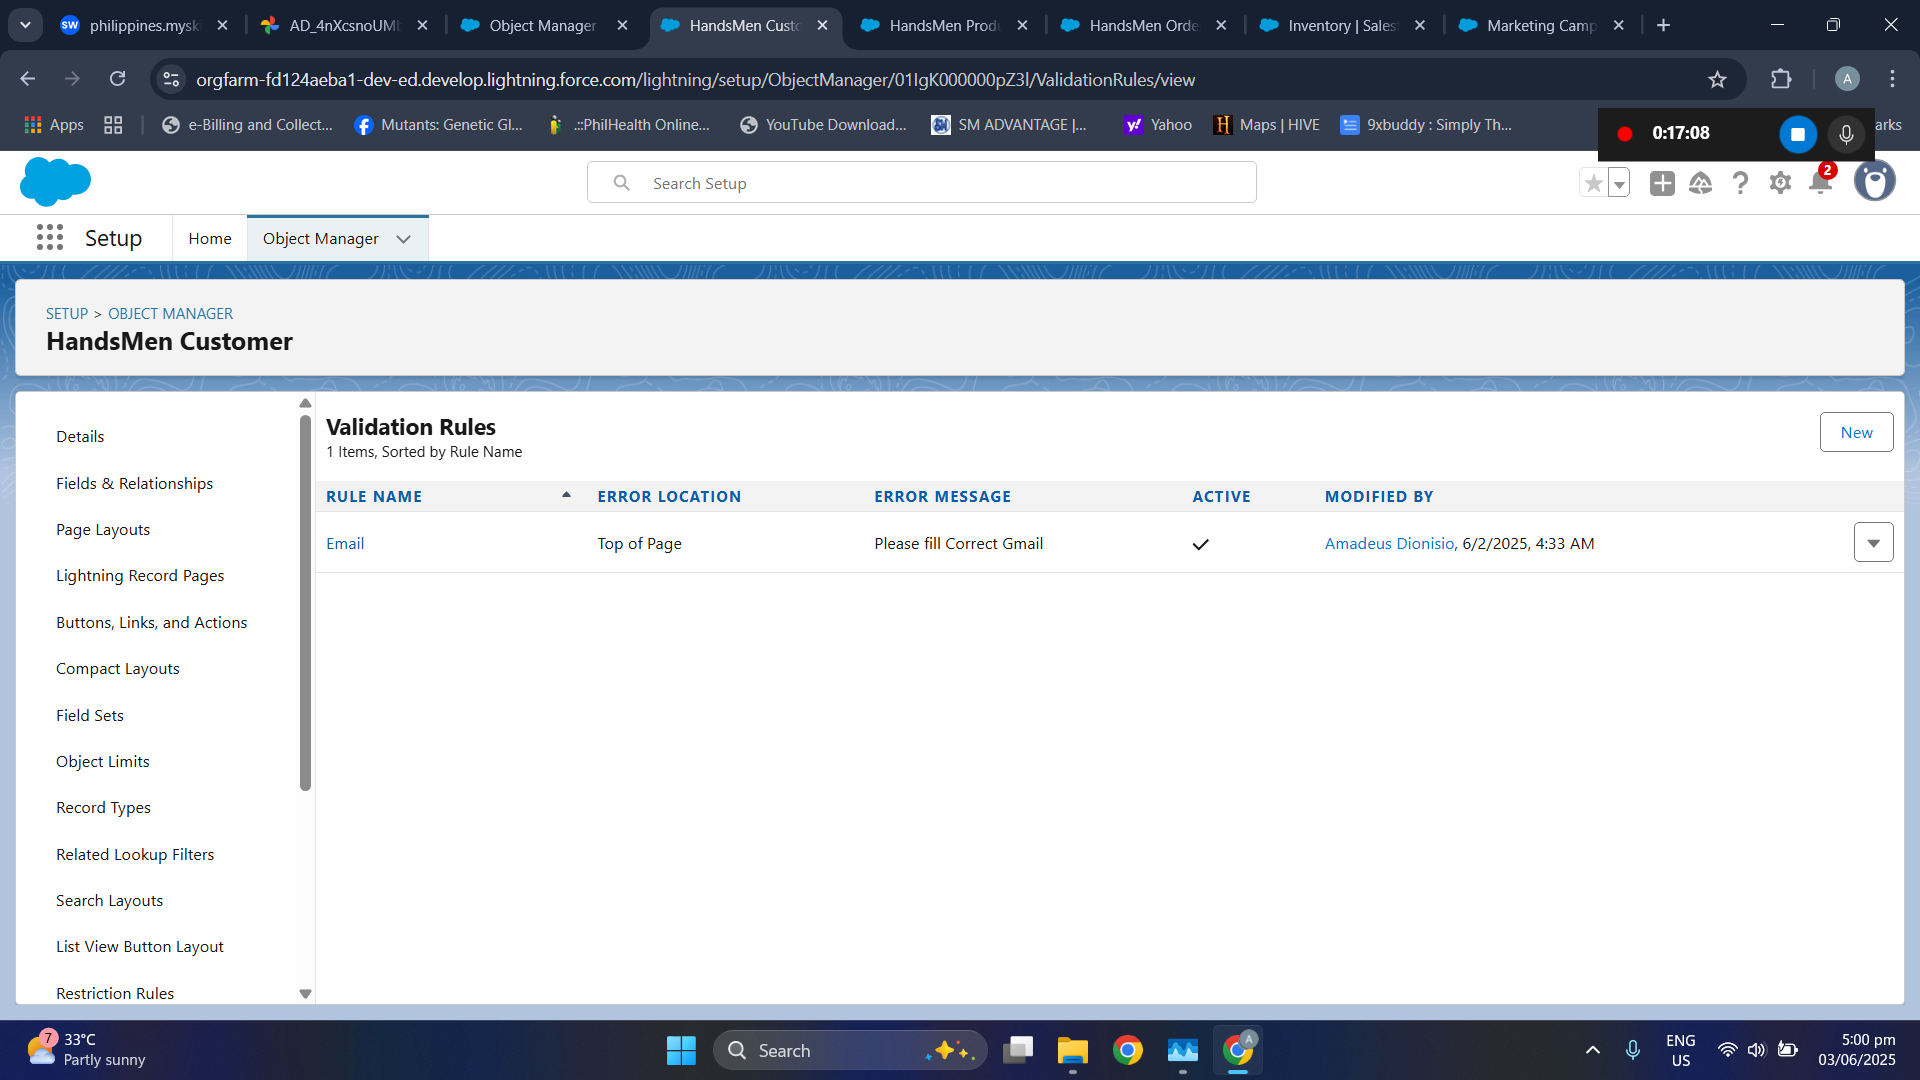 philippines.mysk
AD_4nXcsnoUMb
Object Manager
HandsMen Custo
HandsMen Produ
HandsMen Orde
Inventory | Sales
Marketing Camp
orgfarm-fd124aeba1-dev-ed.develop.lightning.force.com/lightning/setup/ObjectManager/01IgK000000pZ3l/ValidationRules/view
A
Apps
e-Billing and Collect...
Mutants: Genetic Gl...
.::PhilHealth Online...
YouTube Download...
SM ADVANTAGE |...
Yahoo
Maps | HIVE
9xbuddy : Simply Th...
0:17:08
arks
Search Setup
2
Setup
Home
Object Manager
SETUP > OBJECT MANAGER
HandsMen Customer
Details
Fields & Relationships
Page Layouts
Lightning Record Pages
Buttons, Links, and Actions
Compact Layouts
Field Sets
Object Limits
Record Types
Related Lookup Filters
Search Layouts
List View Button Layout
Restriction Rules
Validation Rules
1 Items, Sorted by Rule Name
New
RULE NAME ERROR LOCATION ERROR MESSAGE ACTIVE MODIFIED BY
Email Top of Page Please fill Correct Gmail Amadeus Dionisio, 6/2/2025, 4:33 AM
7
33°C
Partly sunny
Search
A
ENG
US
5:00 pm
03/06/2025